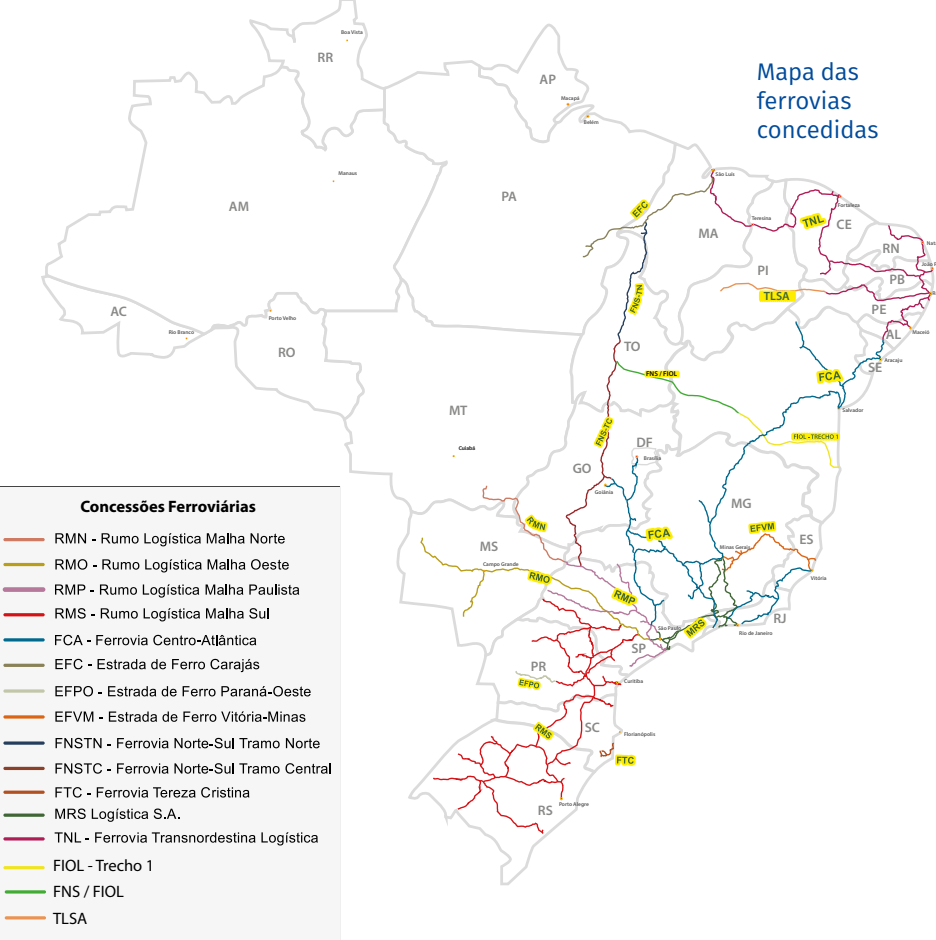 Mapa das
ferrovias
concedidas
Boa Vista
RR
AP
Macapá
Belém
Manaus
AM
PA
São Luis
EFC
MA
Teresina
TNL
Fortaleza
CE
RN
PI
PB
TLSA
PE
AL
Maceió
SE
Aracaju
FNS-TN
AC
Rio Branco
Porto Velho
RO
TO
FNS / FIOL
FCA
Salvador
MT
Cuiabá
FNS-TC
FIOL - TRECHO 1
DF
Brasília
GO
Goiânia
MG
RMN
FCA
EFVM
ES
Minas Gerais
Vitória
MS
Campo Grande
RMO
RMP
RJ
São Paulo
MRS
Rio de Janeiro
SP
PR
EFPO
Curitiba
SC
RMS
Florianópolis
FTC
RS
Porto Alegre
Concessões Ferroviárias
RMN - Rumo Logística Malha Norte
RMO - Rumo Logística Malha Oeste
RMP - Rumo Logística Malha Paulista
RMS - Rumo Logística Malha Sul
FCA - Ferrovia Centro-Atlântica
EFC - Estrada de Ferro Carajás
EFPO - Estrada de Ferro Paraná-Oeste
EFVM - Estrada de Ferro Vitória-Minas
FNSTN - Ferrovia Norte-Sul Tramo Norte
FNSTC - Ferrovia Norte-Sul Tramo Central
FTC - Ferrovia Tereza Cristina
MRS Logística S.A.
TNL - Ferrovia Transnordestina Logística
FIOL - Trecho 1
FNS / FIOL
TLSA